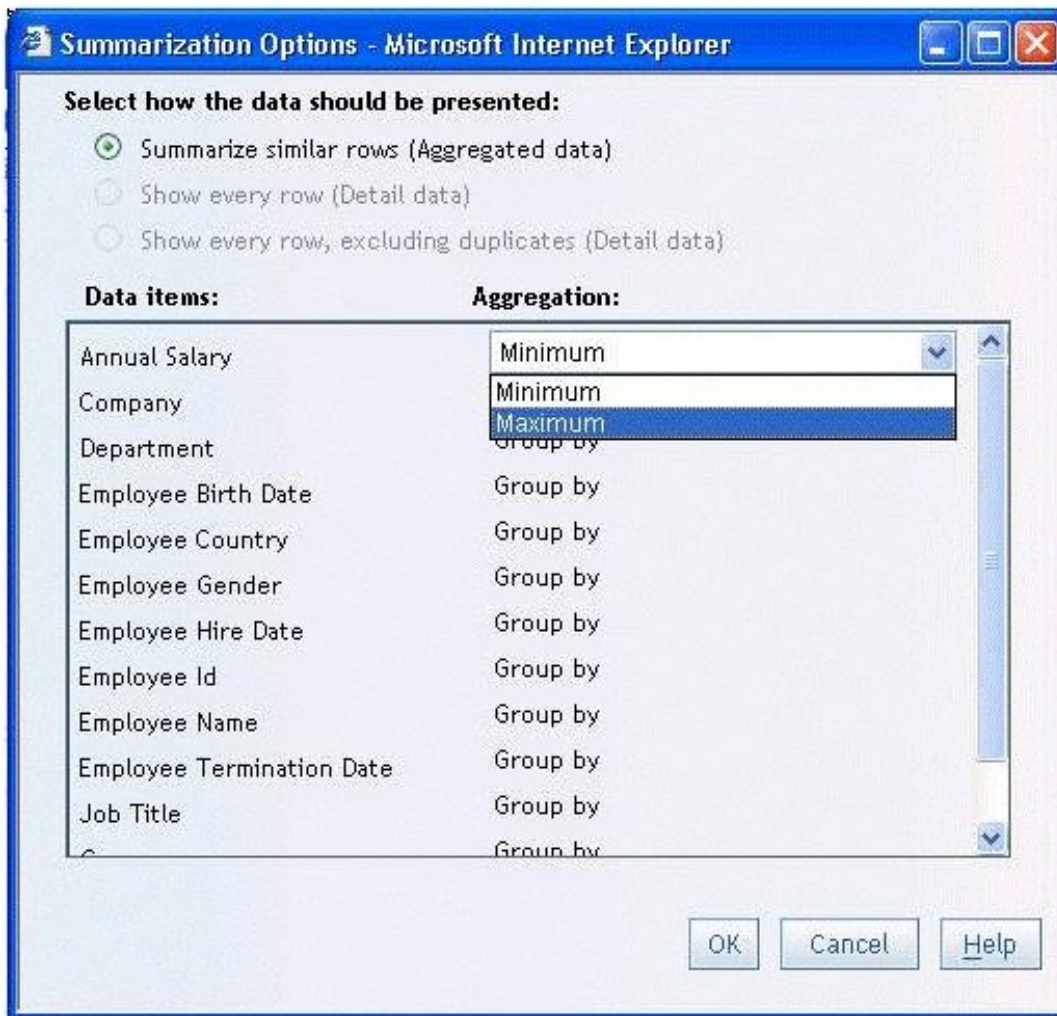 Summarization Options - Microsoft Internet Explorer
Select how the data should be presented:
Summarize similar rows (Aggregated data)
Show every row (Detail data)
Show every row, excluding duplicates (Detail data)
Data items: Aggregation:
Annual Salary Minimum
Minimum
Company
Maximum
Department Group by
Employee Birth Date Group by
Employee Country Group by
Employee Gender Group by
Employee Hire Date Group by
Employee Id Group by
Employee Name Group by
Employee Termination Date Group by
Job Title Group by
Group by
OK Cancel Help